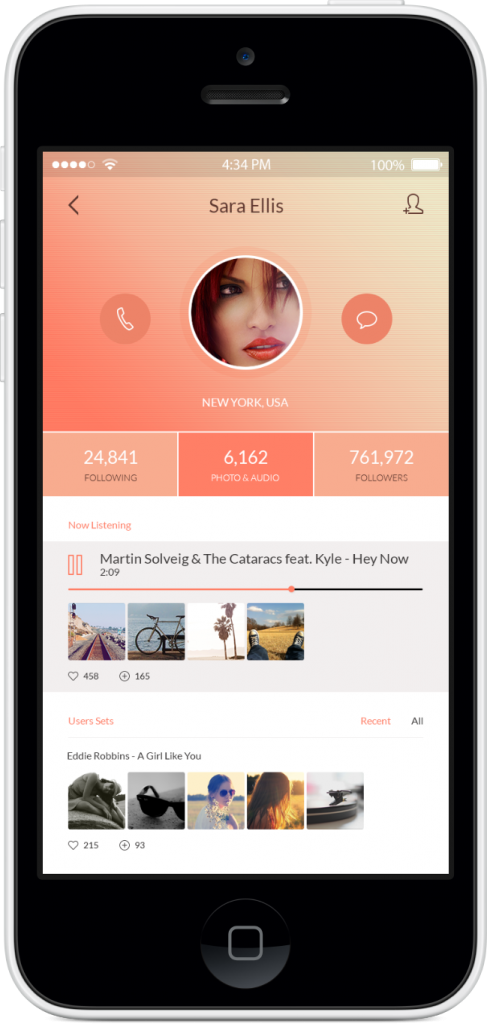 4:34 PM
100%
Sara Ellis
NEW YORK, USA
24,841
FOLLOWING
6,162
PHOTO & AUDIO
761,972
FOLLOWERS
Now Listening
Martin Solveig & The Cataracs feat. Kyle - Hey Now
2:09
458
165
Users Sets
Recent
All
Eddie Robbins - A Girl Like You
215
93